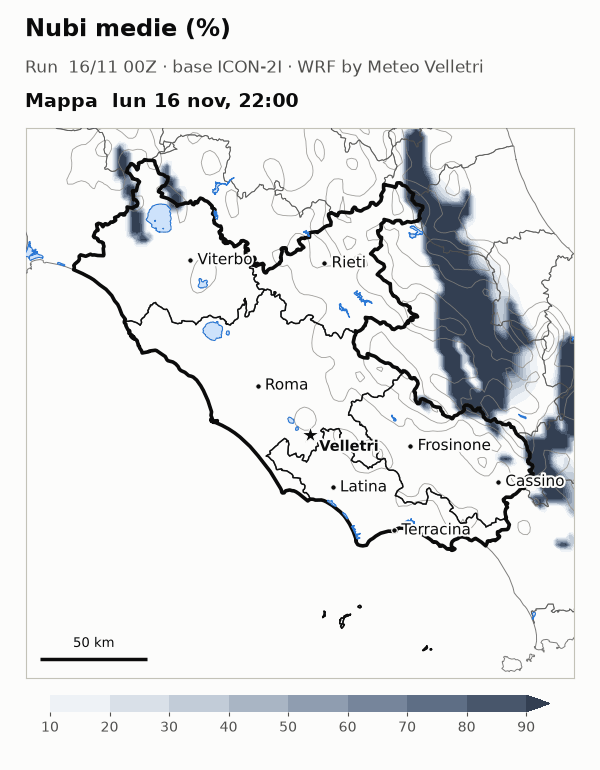 Nubi medie (%)
Run 16/11 00Z · base ICON-2I · WRF by Meteo Velletri
Mappa lun 16 nov, 22:00
Viterbo
Rieti
Roma
Velletri
Frosinone
Latina
Cassino
Terracina
50 km
10 20 30 40 50 60 70 80 90